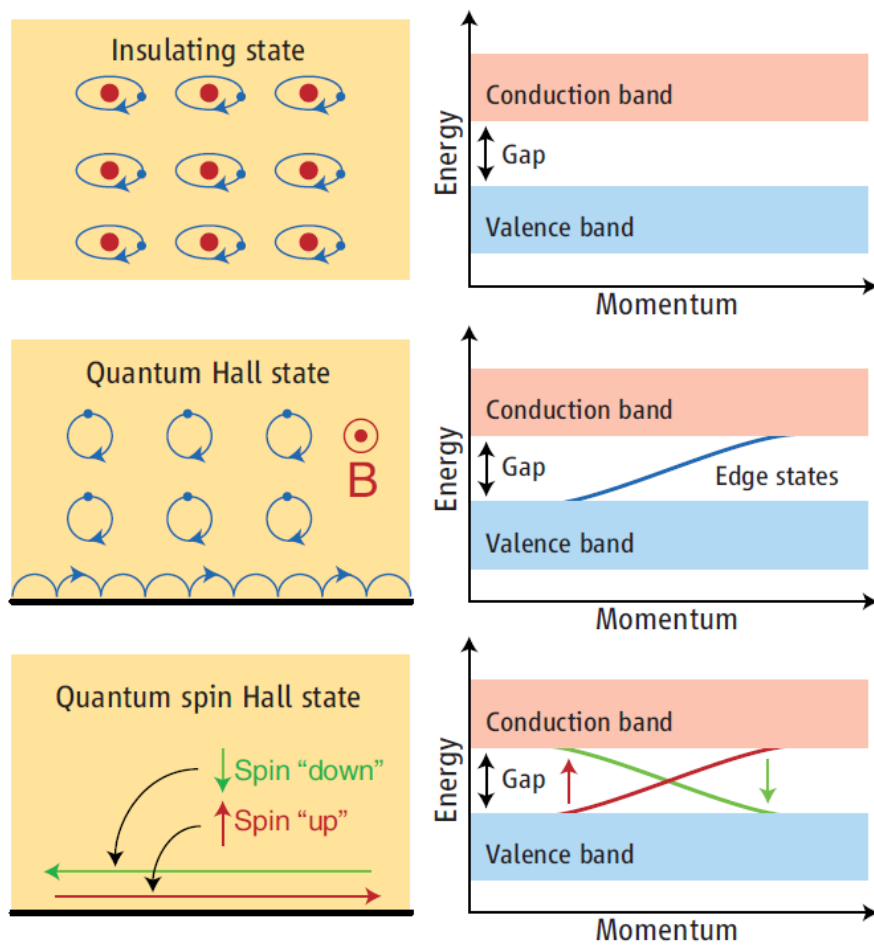 Insulating state
Energy
Conduction band
Gap
Valence band
Momentum
Quantum Hall state
B
Energy
Conduction band
Gap
Edge states
Valence band
Momentum
Quantum spin Hall state
Spin “down”
Spin “up”
Energy
Conduction band
Gap
Valence band
Momentum